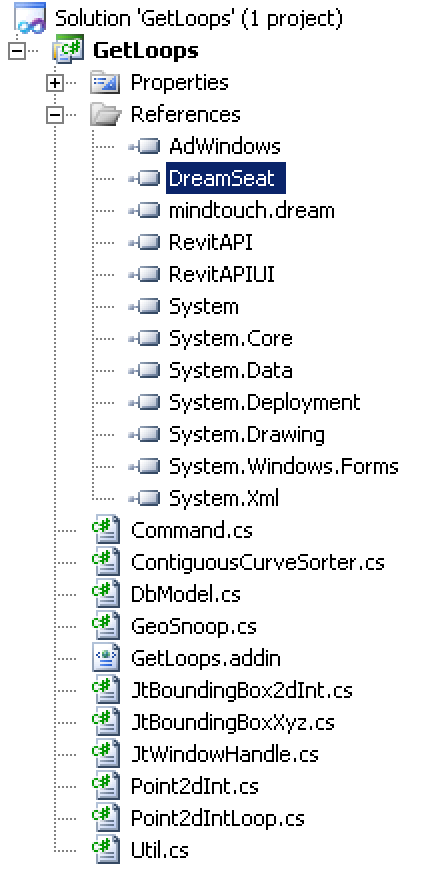 Solution 'GetLoops' (1 project)
GetLoops
Properties
References
AdWindows
DreamSeat
mindtouch.dream
RevitAPI
RevitAPIUI
System
System.Core
System.Data
System.Deployment
System.Drawing
System.Windows.Forms
System.Xml
Command.cs
ContiguousCurveSorter.cs
DbModel.cs
GeoSnoop.cs
GetLoops.addin
JtBoundingBox2dInt.cs
JtBoundingBoxXyz.cs
JtWindowHandle.cs
Point2dInt.cs
Point2dIntLoop.cs
Util.cs